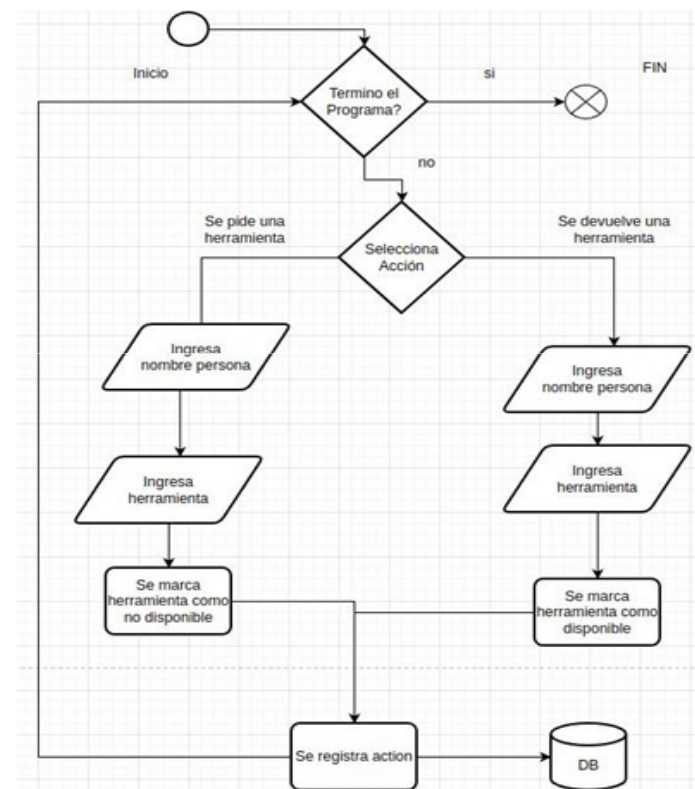 Inicio
Termino el
Programa?
si
FIN
no
Se pide una
herramienta
Selecciona
Acción
Se devuelve una
herramienta
Ingresa
nombre persona
Ingresa
nombre persona
Ingresa
herramienta
Ingresa
herramienta
Se marca
herramienta como
no disponible
Se marca
herramienta como
disponible
Se registra action
DB